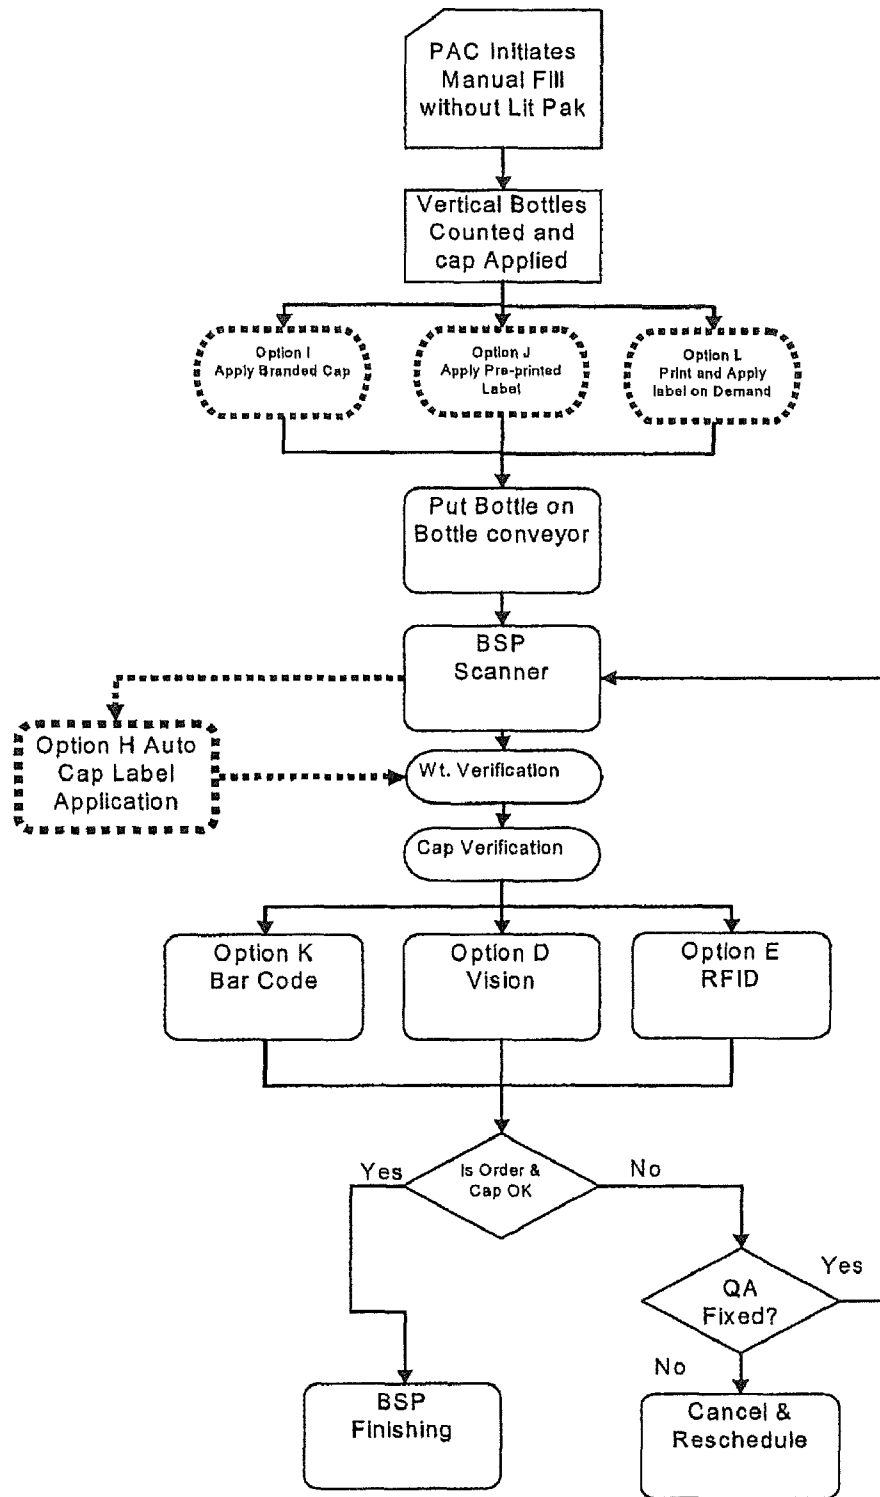 PAC Initiates
Manual Fill
without Lit Pak
Vertical Bottles
Counted and
cap Applied
Option I
Apply Branded Cap
Option J
Apply Pre-printed
Label
Option L
Print and Apply
label on Demand
Put Bottle on
Bottle conveyor
BSP
Scanner
Option H Auto
Cap Label
Application
Wt. Verification
Cap Verification
Option K
Bar Code
Option D
Vision
Option E
RFID
Yes
Is Order &
Cap OK
No
QA
Fixed?
Yes
No
BSP
Finishing
Cancel &
Reschedule